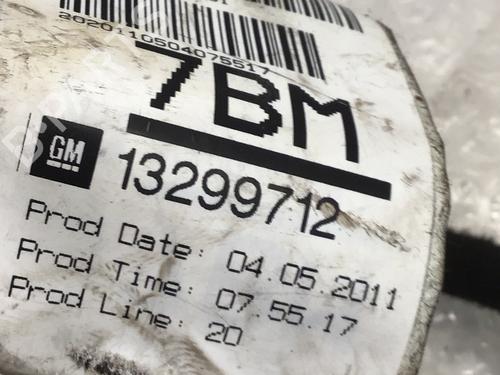 2020110504075517
7BM
GM 13299712
Prod Date: 04.05.2011
Prod Time: 07.55.17
Prod Line: 20